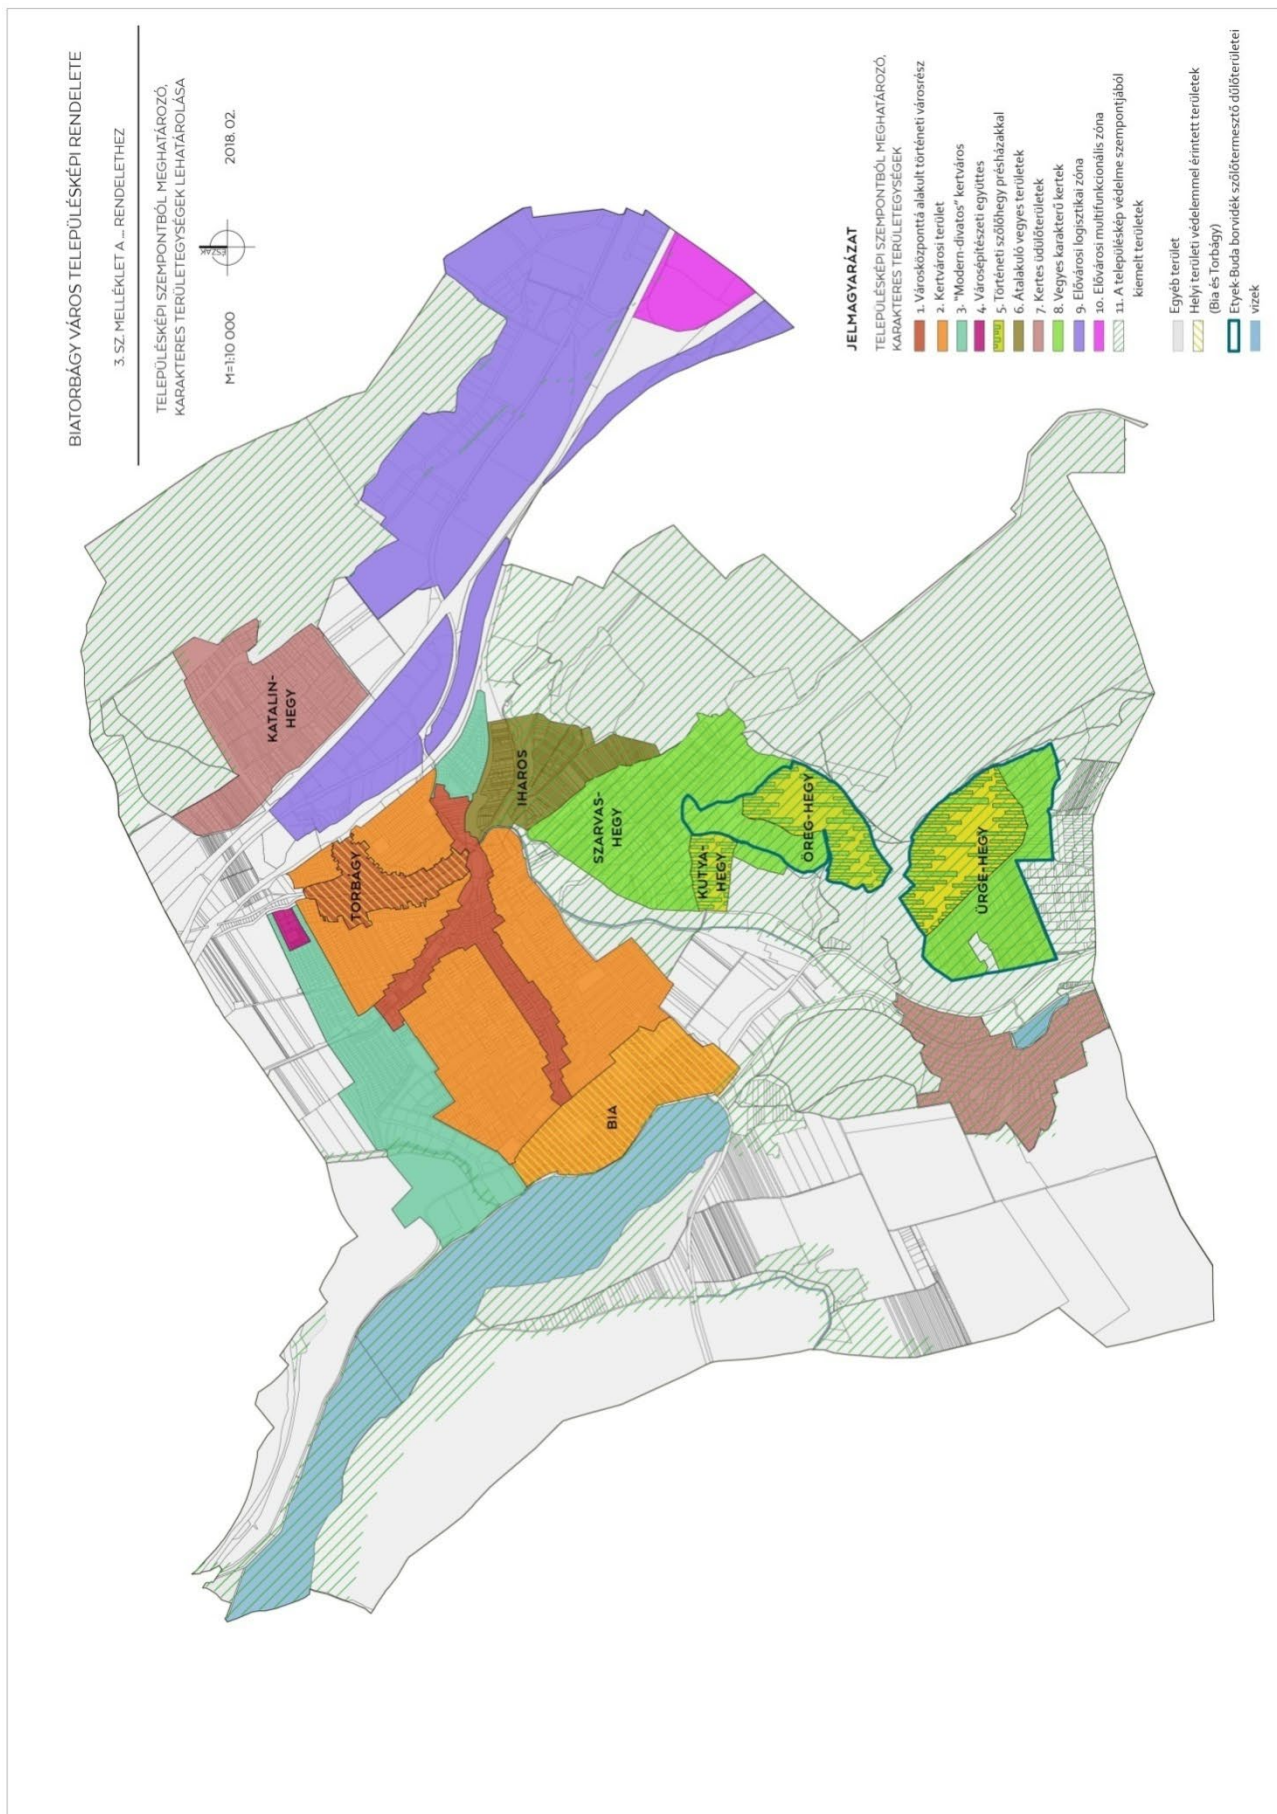 BIATORBÁGY VÁROS TELEPÜLÉSKÉPI RENDELETE
3. SZ. MELLÉKLET A ... RENDELETHEZ
TELEPÜLÉSKÉPI SZEMPONTBÓL MEGHATÁROZÓ,
KARAKTERES TERÜLETEGYSÉGEK LEHATÁROLÁSA
M=1:10 000
ÉSZAK
2018. 02.
KATALIN-
HEGY
TORBÁGY
IHAROS
SZARVAS-
HEGY
KUTYA-
HEGY
ÖREG-HEGY
ÜRGE-HEGY
BIA
JELMAGYARÁZAT
TELEPÜLÉSKÉPI SZEMPONTBÓL MEGHATÁROZÓ,
KARAKTERES TERÜLETEGYSÉGEK
1. Városközponttá alakult történeti városrész
2. Kertvárosi terület
3. "Modern-divatos" kertváros
4. Városépítészeti együttes
5. Történeti szőlőhegy présházakkal
6. Átalakuló vegyes területek
7. Kertes üdülőterületek
8. Vegyes karakterű kertek
9. Elővárosi logisztikai zóna
10. Elővárosi multifunkcionális zóna
11. A településkép védelme szempontjából
kiemelt területek
Egyéb terület
Helyi területi védelemmel érintett területek
(Bia és Torbágy)
Etyek-Buda borvidék szőlőtermesztő dűlőterületei
vizek